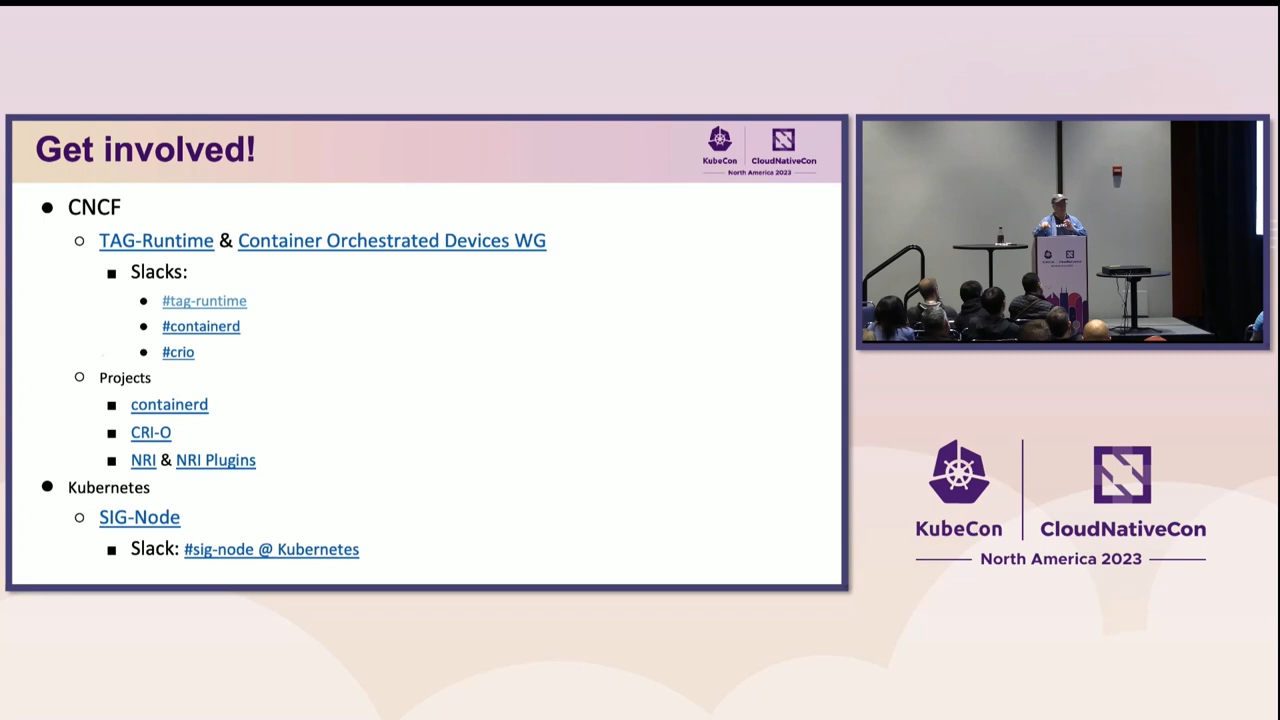 Get involved!
KubeCon
CloudNativeCon
North America 2023
CNCF
TAG-Runtime & Container Orchestrated Devices WG
Slacks:
#tag-runtime
#containerd
#crio
Projects
containerd
CRI-O
NRI & NRI Plugins
Kubernetes
SIG-Node
Slack: #sig-node @ Kubernetes
KubeCon
CloudNativeCon
North America 2023